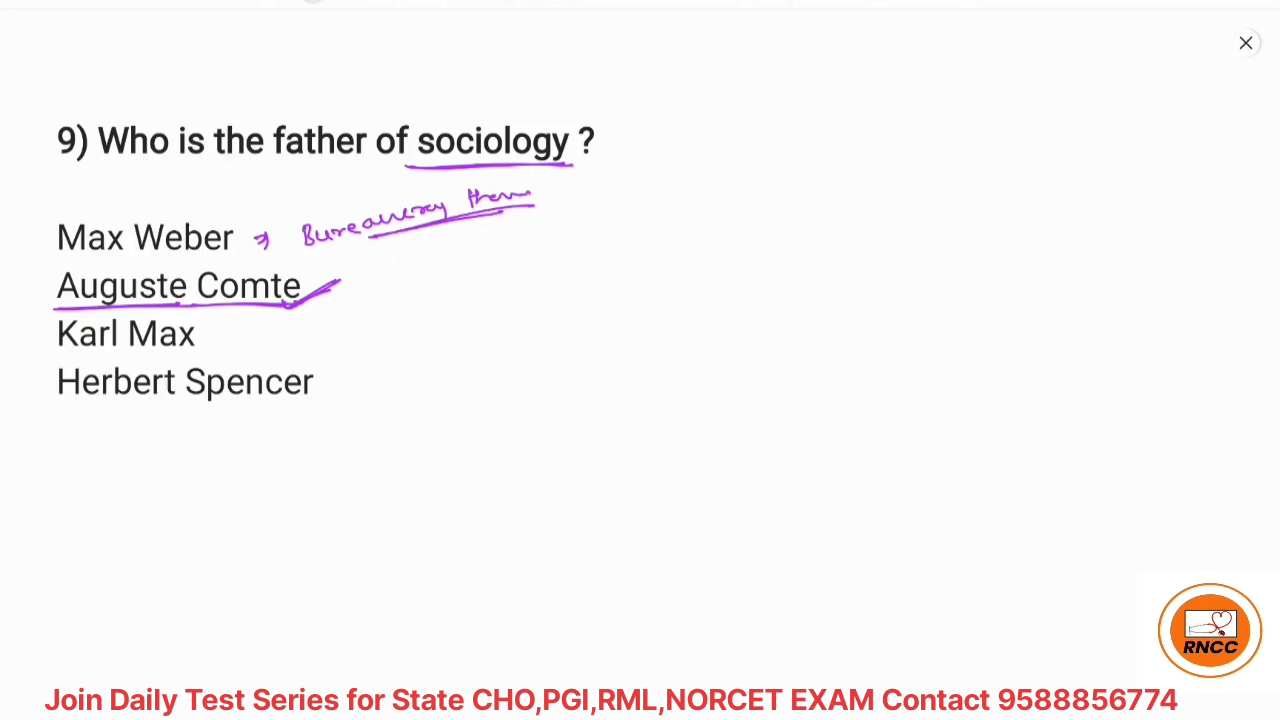 9) Who is the father of sociology ?
Max Weber → Bureaucracy
Auguste Comte
Karl Max
Herbert Spencer
RNCC
Join Daily Test Series for State CHO,PGI,RML,NORCET EXAM Contact 9588856774